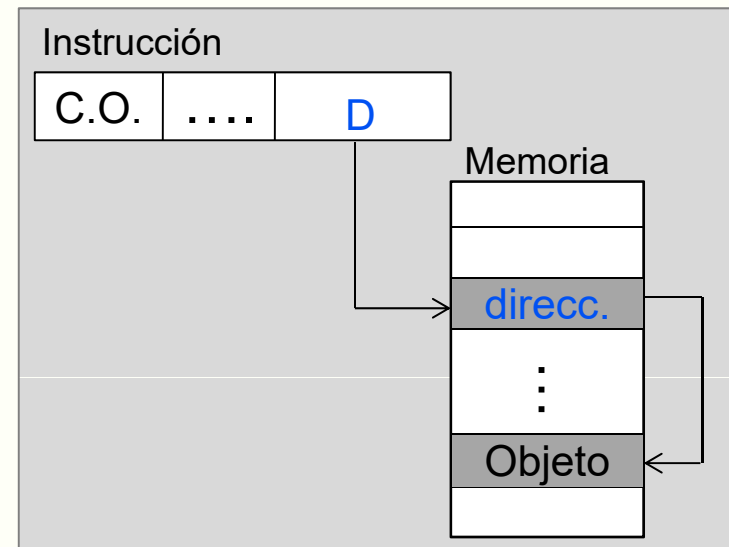 Instrucción
C.O. .... D
Memoria
direcc.
⋮
Objeto